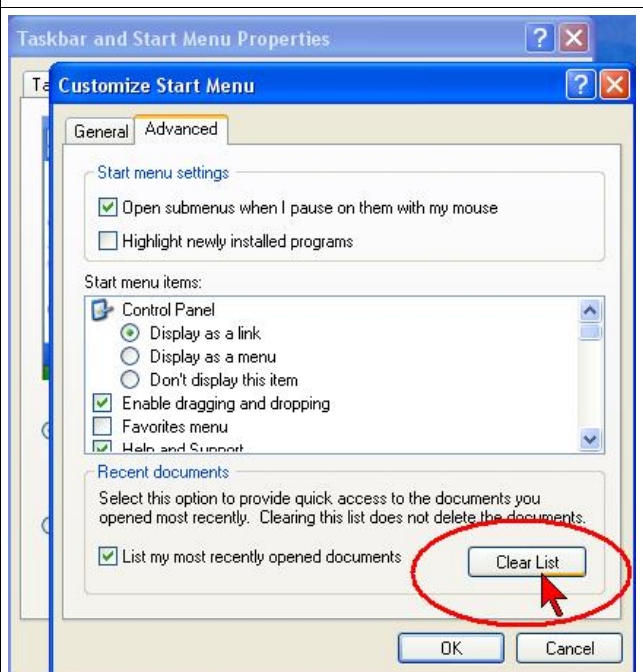 Taskbar and Start Menu Properties
Customize Start Menu
General Advanced
Start menu settings
Open submenus when I pause on them with my mouse
Highlight newly installed programs
Start menu items:
Control Panel
Display as a link
Display as a menu
Don't display this item
Enable dragging and dropping
Favorites menu
Help and Support
Recent documents
Select this option to provide quick access to the documents you
opened most recently. Clearing this list does not delete the documents.
List my most recently opened documents Clear List
OK Cancel